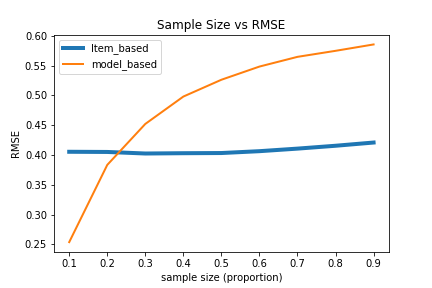 Sample Size vs RMSE
Item_based
model_based
RMSE
0.60
0.55
0.50
0.45
0.40
0.35
0.30
0.25
0.1 0.2 0.3 0.4 0.5 0.6 0.7 0.8 0.9
sample size (proportion)